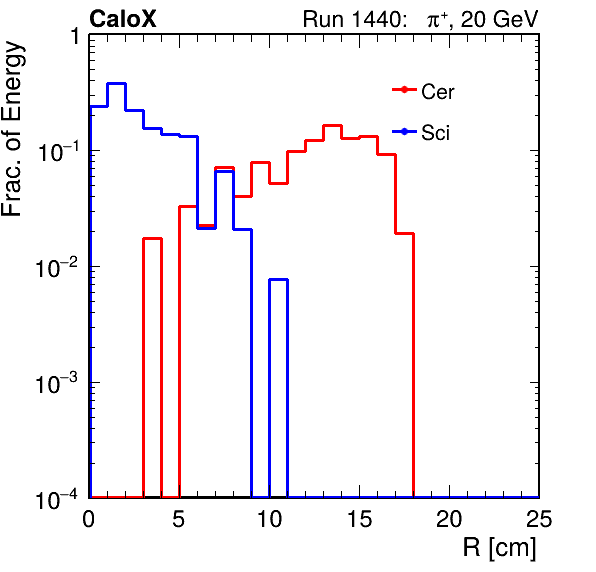 CaloX Run 1440: π⁺, 20 GeV
Frac. of Energy
1
10⁻¹
10⁻²
10⁻³
10⁻⁴
Cer
Sci
0 5 10 15 20 25
R [cm]